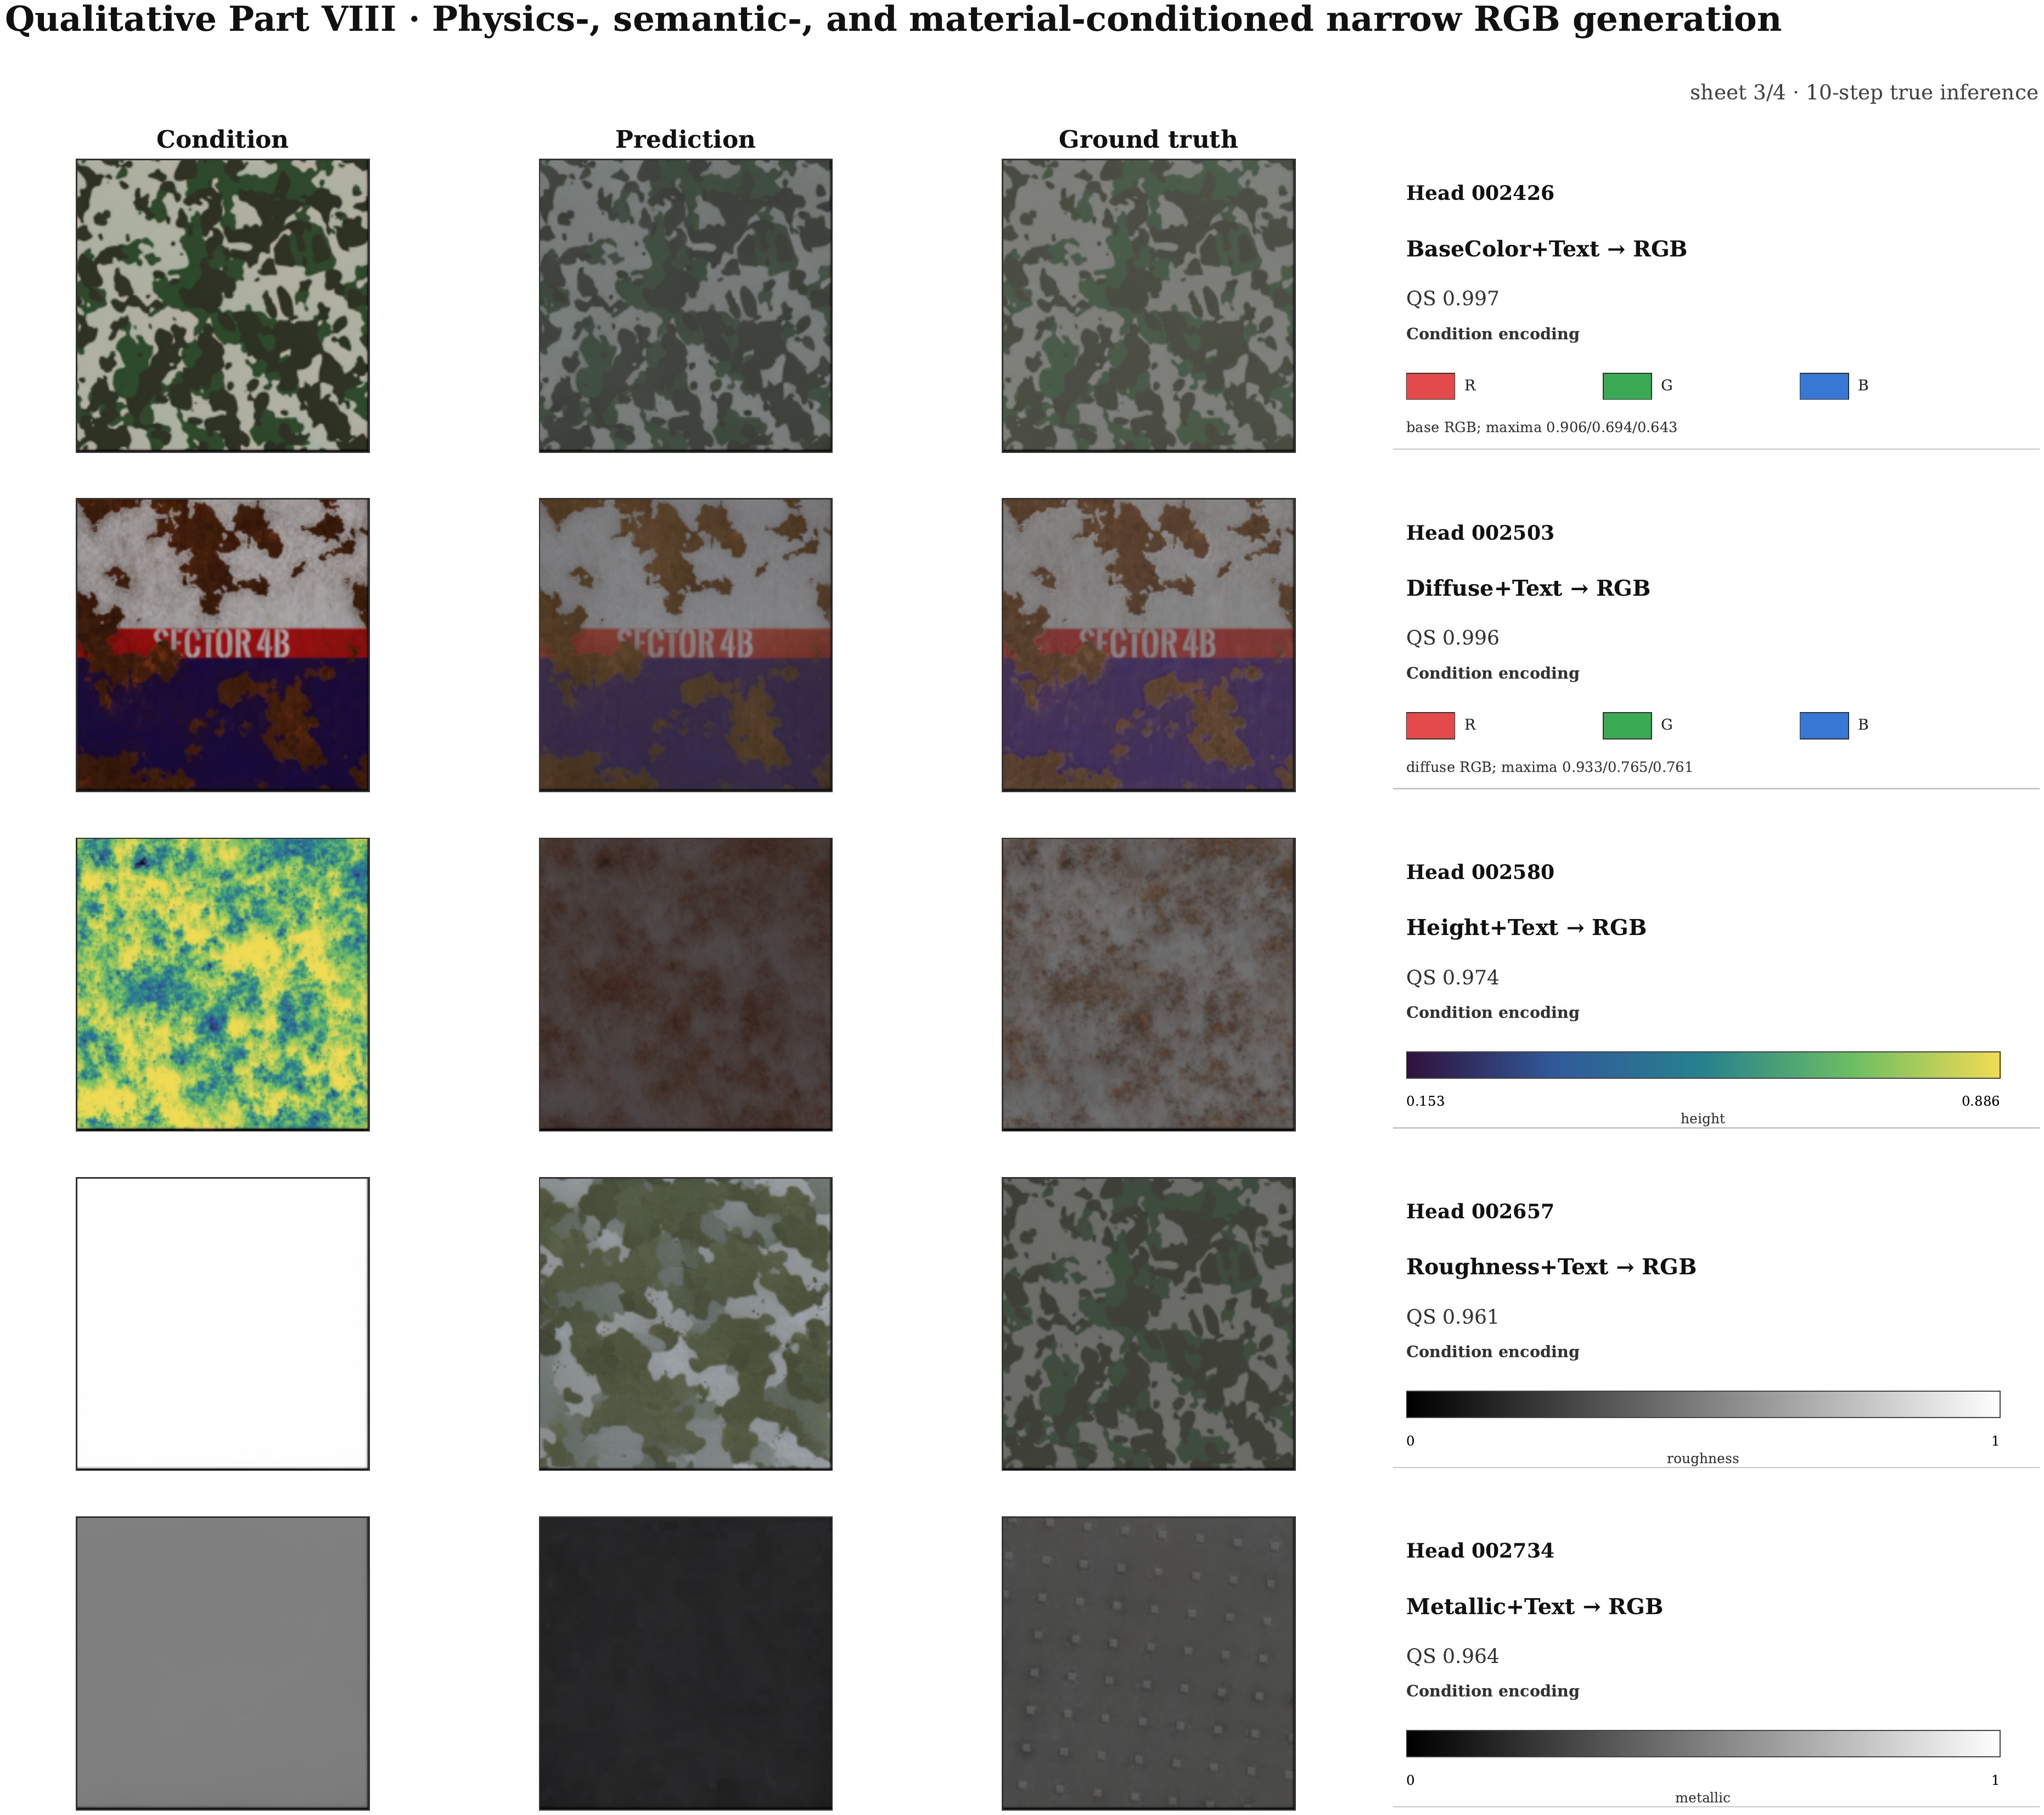 Qualitative Part VIII · Physics-, semantic-, and material-conditioned narrow RGB generation
sheet 3/4 · 10-step true inference
Condition Prediction Ground truth
Head 002426
BaseColor+Text → RGB
QS 0.997
Condition encoding
R G B
base RGB; maxima 0.906/0.694/0.643
SECTOR 4B SECTOR 4B SECTOR 4B
Head 002503
Diffuse+Text → RGB
QS 0.996
Condition encoding
R G B
diffuse RGB; maxima 0.933/0.765/0.761
Head 002580
Height+Text → RGB
QS 0.974
Condition encoding
0.153 0.886
height
Head 002657
Roughness+Text → RGB
QS 0.961
Condition encoding
0 1
roughness
Head 002734
Metallic+Text → RGB
QS 0.964
Condition encoding
0 1
metallic